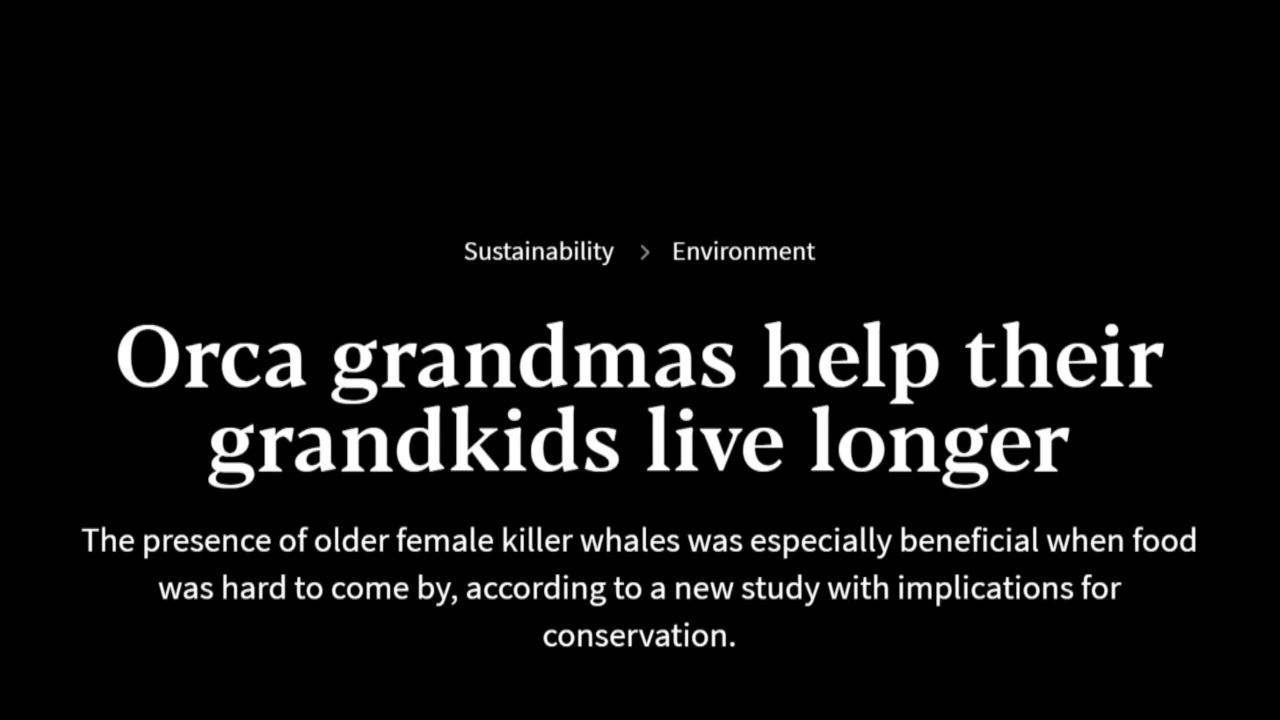 Sustainability > Environment
Orca grandmas help their
grandkids live longer
The presence of older female killer whales was especially beneficial when food
was hard to come by, according to a new study with implications for
conservation.